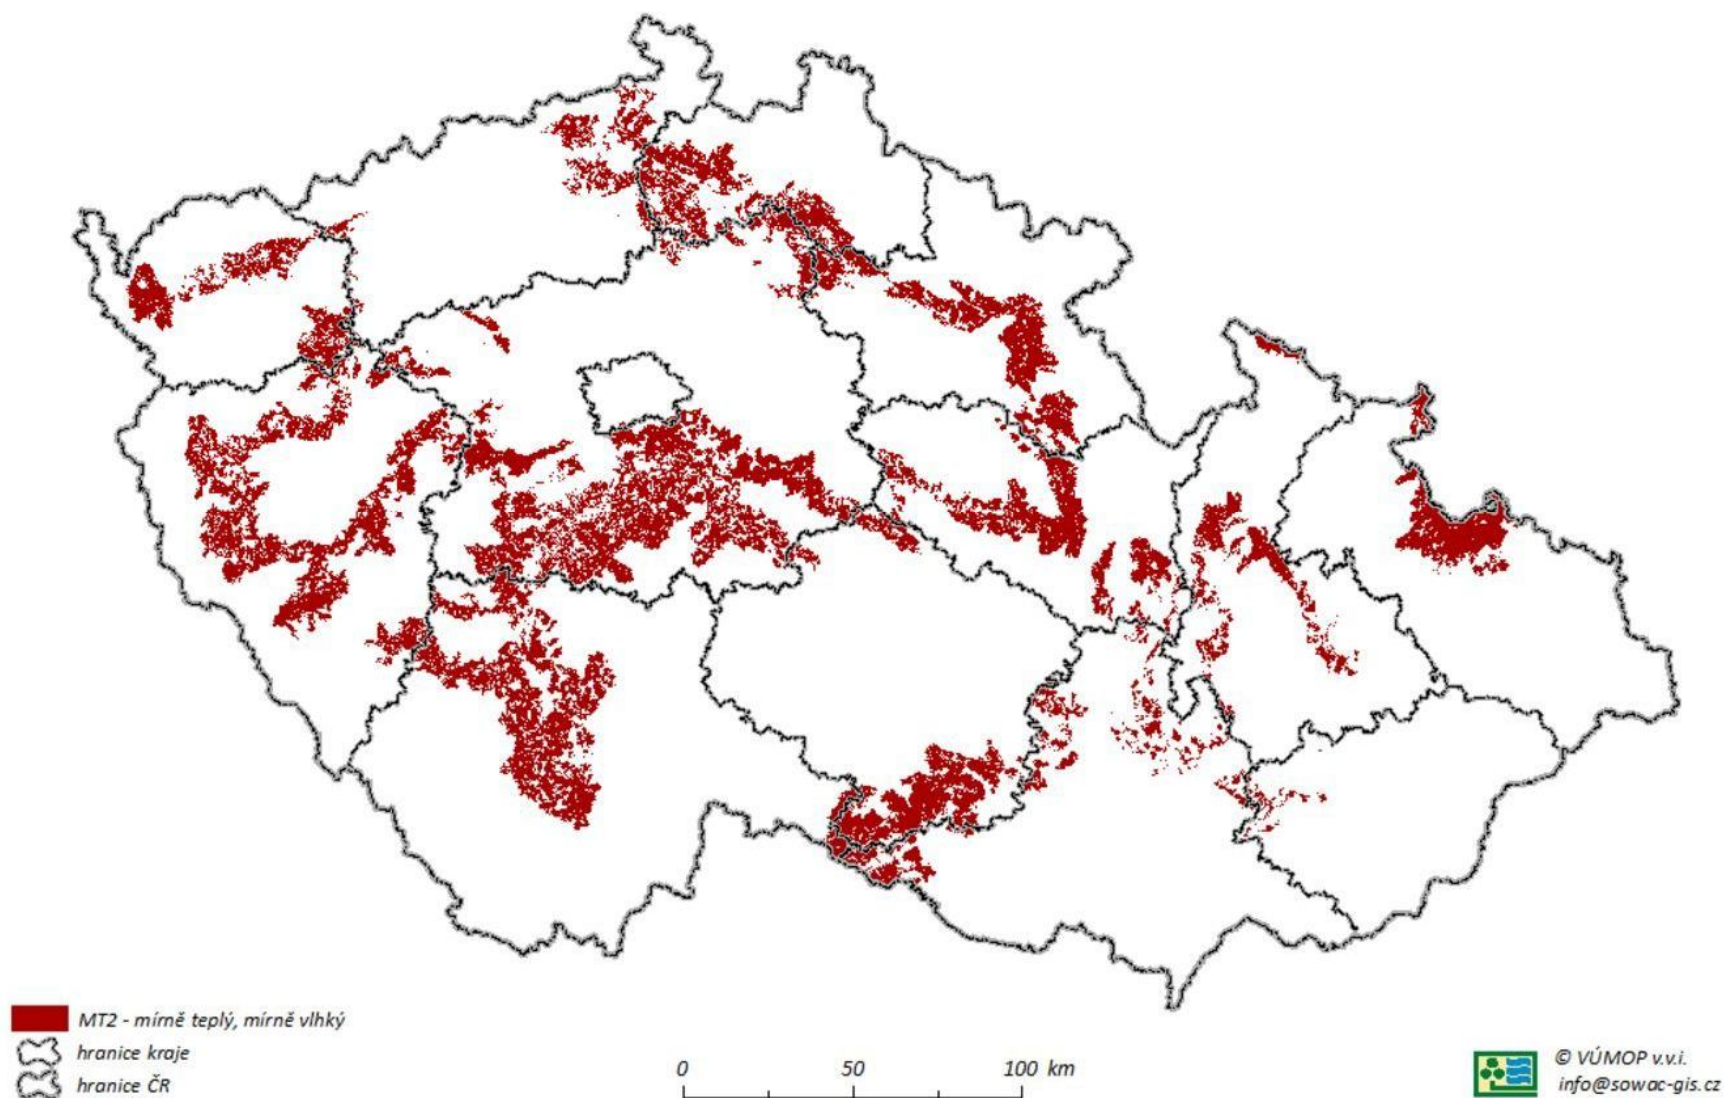 MT2 - mírně teplý, mírně vlhký
hranice kraje
hranice ČR
0 50 100 km
© VÚMOP v.v.i.
info@sowac-gis.cz